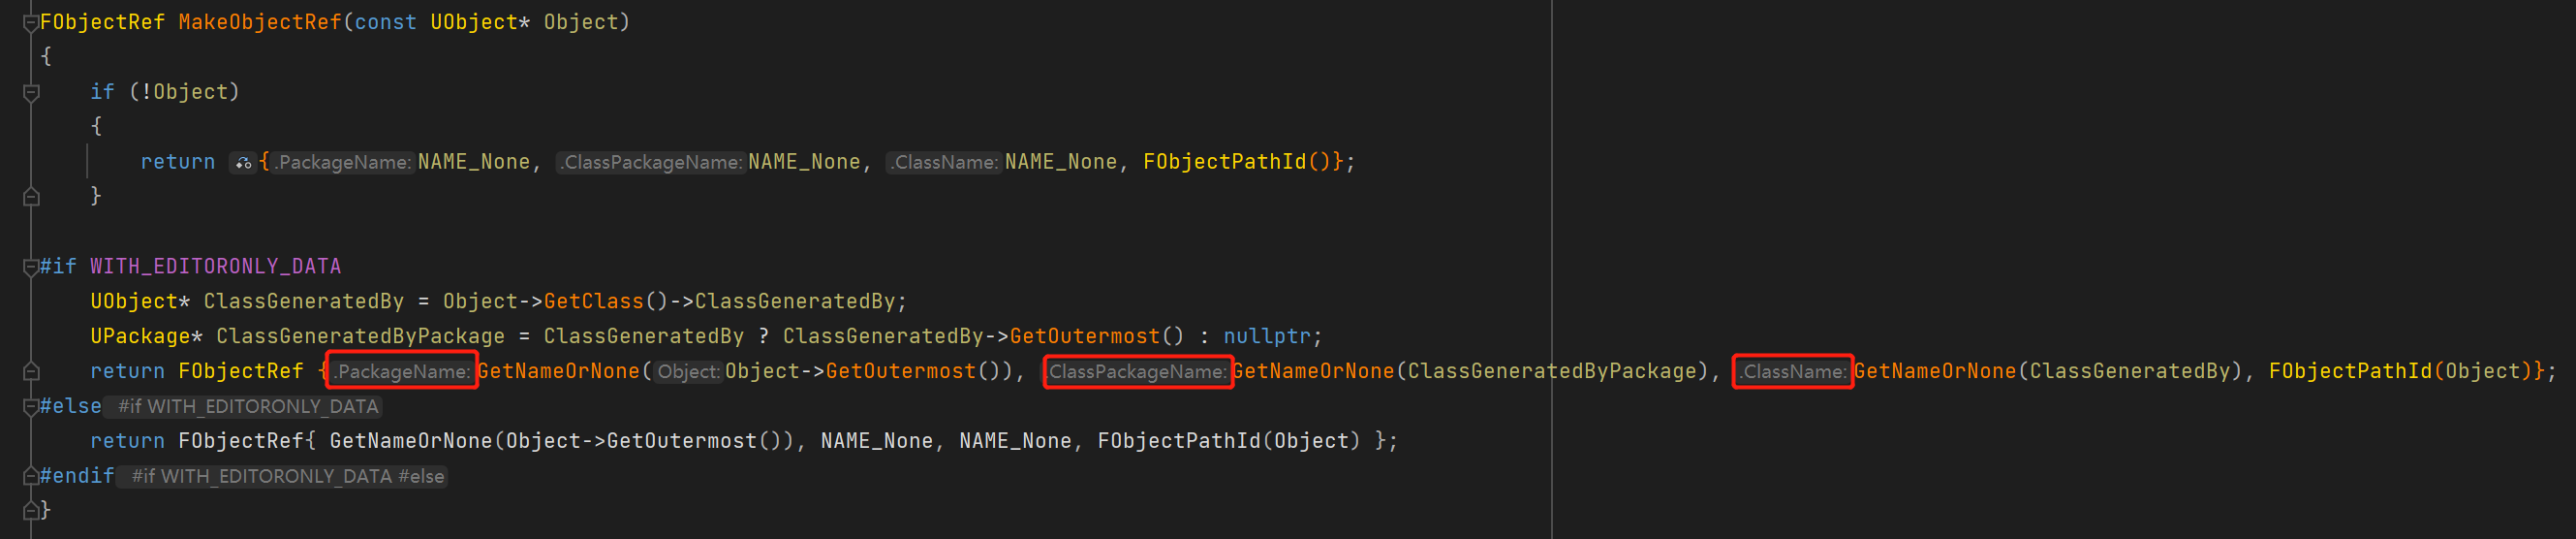 FObjectRef MakeObjectRef(const UObject* Object)
{
if (!Object)
{
return {.PackageName:NAME_None, .ClassPackageName:NAME_None, .ClassName:NAME_None, FObjectPathId()};
}
#if WITH_EDITORONLY_DATA
UObject* ClassGeneratedBy = Object->GetClass()->ClassGeneratedBy;
UPackage* ClassGeneratedByPackage = ClassGeneratedBy ? ClassGeneratedBy->GetOutermost() : nullptr;
return FObjectRef {.PackageName:GetNameOrNone(Object:Object->GetOutermost()), .ClassPackageName:GetNameOrNone(ClassGeneratedByPackage), .ClassName:GetNameOrNone(ClassGeneratedBy), FObjectPathId(Object)};
#else #if WITH_EDITORONLY_DATA
return FObjectRef{ GetNameOrNone(Object->GetOutermost()), NAME_None, NAME_None, FObjectPathId(Object) };
#endif #if WITH_EDITORONLY_DATA #else
}